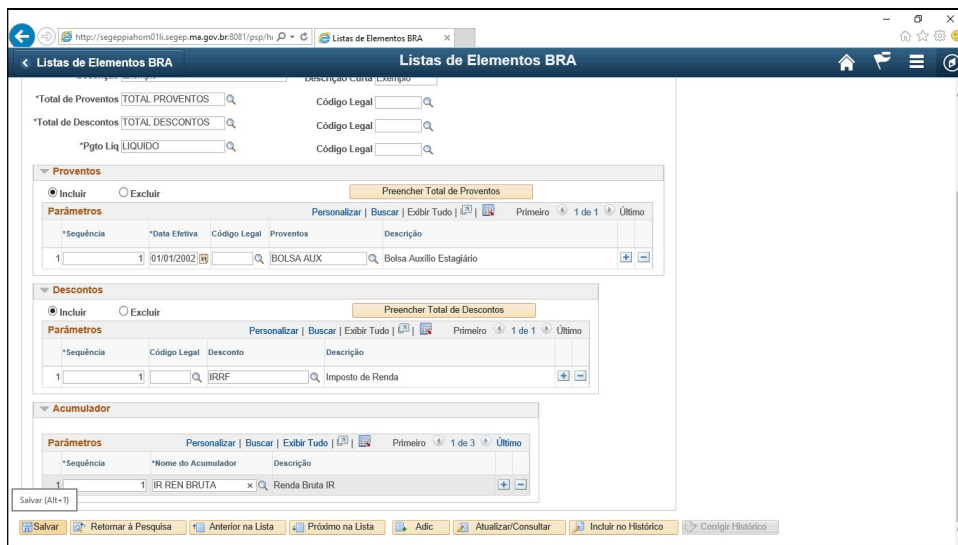 http://segeppiahom01li.segep.ma.gov.br:8081/psp/h
Listas de Elementos BRA
Listas de Elementos BRA
Listas de Elementos BRA
Descrição Exemplo Descrição Curta Exemplo
*Total de Proventos TOTAL PROVENTOS Código Legal
*Total de Descontos TOTAL DESCONTOS Código Legal
*Pgto Líq LIQUIDO Código Legal
Proventos
Incluir Excluir Preencher Total de Proventos
Parâmetros Personalizar | Buscar | Exibir Tudo | | Primeiro 1 de 1 Último
*Sequência *Data Efetiva Código Legal Proventos Descrição
1 1 01/01/2002 BOLSA AUX Bolsa Auxílio Estagiário
Descontos
Incluir Excluir Preencher Total de Descontos
Parâmetros Personalizar | Buscar | Exibir Tudo | | Primeiro 1 de 1 Último
*Sequência Código Legal Desconto Descrição
1 1 IRRF Imposto de Renda
Acumulador
Parâmetros Personalizar | Buscar | Exibir Tudo | | Primeiro 1 de 3 Último
*Sequência *Nome do Acumulador Descrição
1 1 IR REN BRUTA Renda Bruta IR
Salvar (Alt+1)
Salvar Retornar à Pesquisa Anterior na Lista Próximo na Lista Adic Atualizar/Consultar Incluir no Histórico Corrigir Histórico